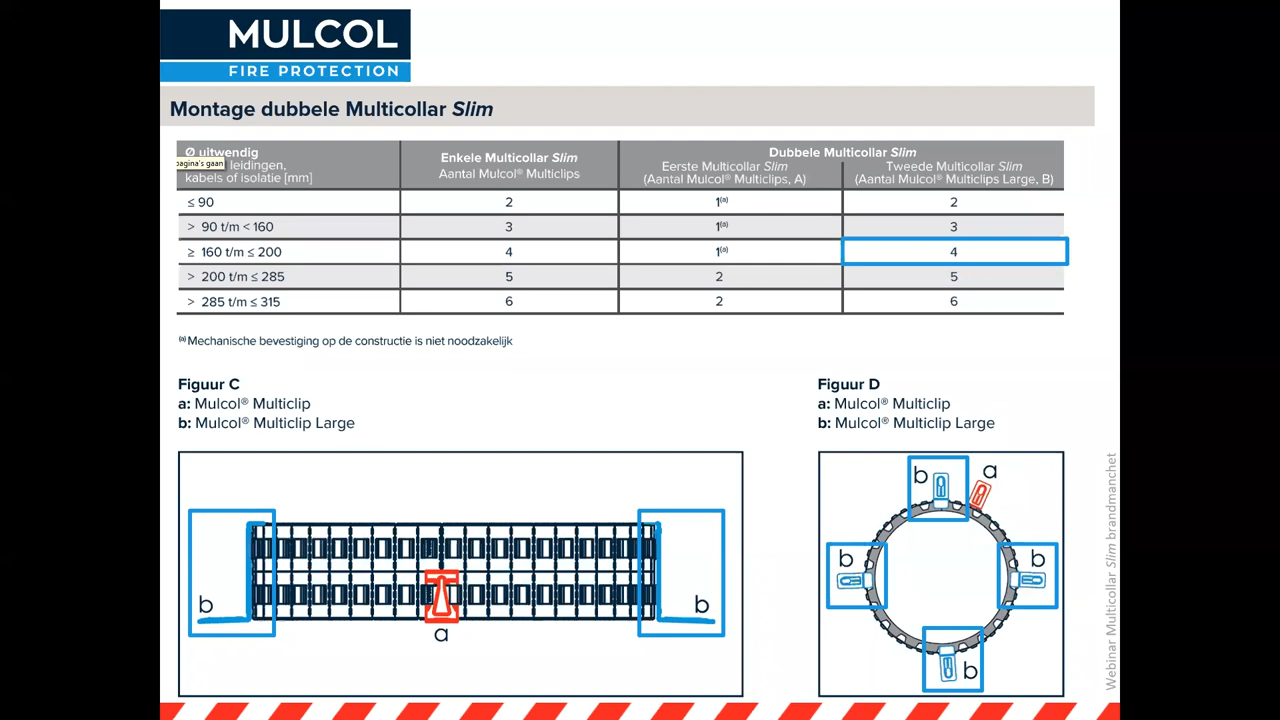 MULCOL
FIRE PROTECTION
Montage dubbele Multicollar Slim
Ø uitwendig
pagina's gaan
leidingen,
kabels of isolatie [mm]
Enkele Multicollar Slim
Aantal Mulcol® Multiclips
Dubbele Multicollar Slim
Eerste Multicollar Slim
(Aantal Mulcol® Multiclips, A)
Tweede Multicollar Slim
(Aantal Mulcol® Multiclips Large, B)
≤ 90 2 1(a) 2
> 90 t/m < 160 3 1(a) 3
≥ 160 t/m ≤ 200 4 1(a) 4
> 200 t/m ≤ 285 5 2 5
> 285 t/m ≤ 315 6 2 6
(a) Mechanische bevestiging op de constructie is niet noodzakelijk
Figuur C
a: Mulcol® Multiclip
b: Mulcol® Multiclip Large
Figuur D
a: Mulcol® Multiclip
b: Mulcol® Multiclip Large
b
a
b
b
a
b
b
b
Webinar Multicollar Slim brandmanchet